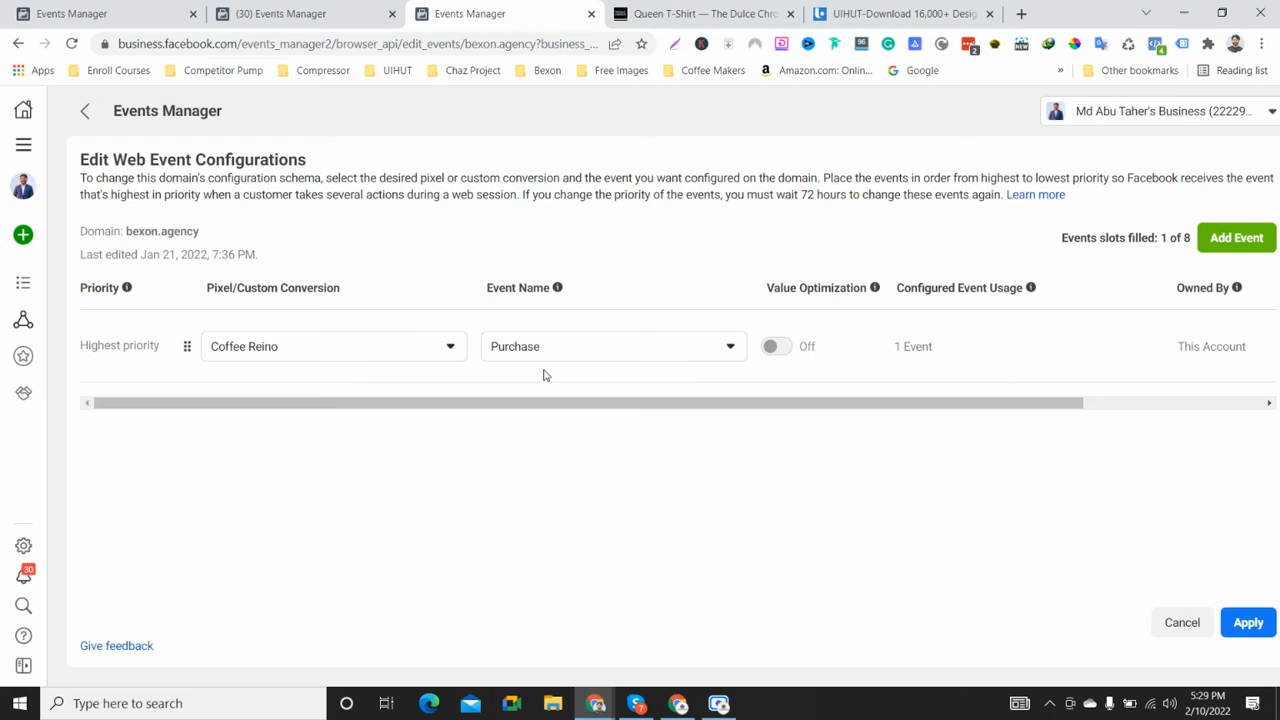 Events Manager
(30) Events Manager
Events Manager
Queen T-Shirt — The Dulce Chro
UIHUT-Download 16,000+ Desig
business.facebook.com/events_manager2/browser_api/edit_events/bexon.agency?business_...
Apps
Enroll Courses
Competitor Pump
Compressor
UIHUT
Chaz Project
Bexon
Free Images
Coffee Makers
Amazon.com: Onlin...
Google
»
Other bookmarks
Reading list
Events Manager
Md Abu Taher's Business (22229...
Edit Web Event Configurations
To change this domain's configuration schema, select the desired pixel or custom conversion and the event you want configured on the domain. Place the events in order from highest to lowest priority so Facebook receives the event
that's highest in priority when a customer takes several actions during a web session. If you change the priority of the events, you must wait 72 hours to change these events again. Learn more
Domain: bexon.agency
Last edited Jan 21, 2022, 7:36 PM.
Events slots filled: 1 of 8
Add Event
Priority
Pixel/Custom Conversion
Event Name
Value Optimization
Configured Event Usage
Owned By
Highest priority
Coffee Reino
Purchase
Off
1 Event
This Account
30
Cancel
Apply
Give feedback
Type here to search
7
5:29 PM
2/10/2022